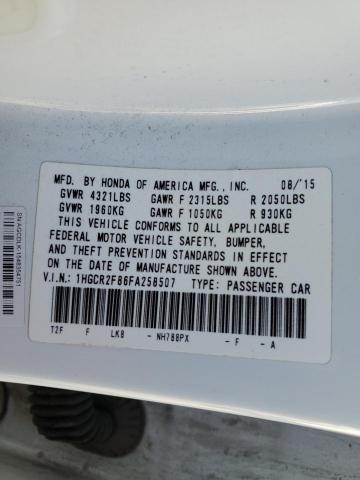 MFD. BY HONDA OF AMERICA MFG., INC. 08/'15
GVWR 4321LBS GAWR F 2315LBS R 2050LBS
GVWR 1960KG GAWR F 1050KG R 930KG
THIS VEHICLE CONFORMS TO ALL APPLICABLE
FEDERAL MOTOR VEHICLE SAFETY, BUMPER,
AND THEFT PREVENTION STANDARDS IN EFFECT ON
THE DATE OF MANUFACTURE SHOWN ABOVE.
V.I.N.: 1HGCR2F86FA258507 TYPE: PASSENGER CAR
T2F F LK8 - NH788PX - F - A